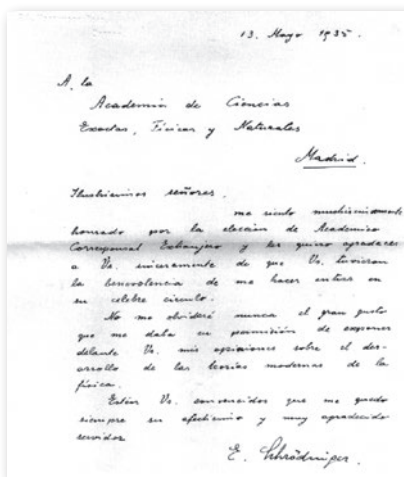 13. Mayo 1935.
A la
Academia de Ciencias
Exactas, Físicas y Naturales
Madrid.
Ilustrísimos señores,
me siento muchísimamente
honrado por la elección de Académico
Corresponsal Extranjero y les quiero agradecer
a Vs. sinceramente de que Vs. tuvieron
la benevolencia de me hacer entrar en
su célebre círculo.
No me olvideré nunca el gran gusto
que me daba su permisión de exponer
delante Vs. mis opiniones sobre el des-
arrollo de las teorías modernas de la
física.
Estén Vs. convencidos que me quedo
siempre su afectísimo y muy agradecido
servidor
E. Schrödinger.